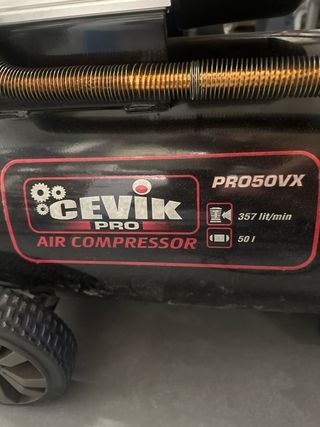 CEVIK
PRO
AIR COMPRESSOR
PRO50VX
357 lit/min
50 l